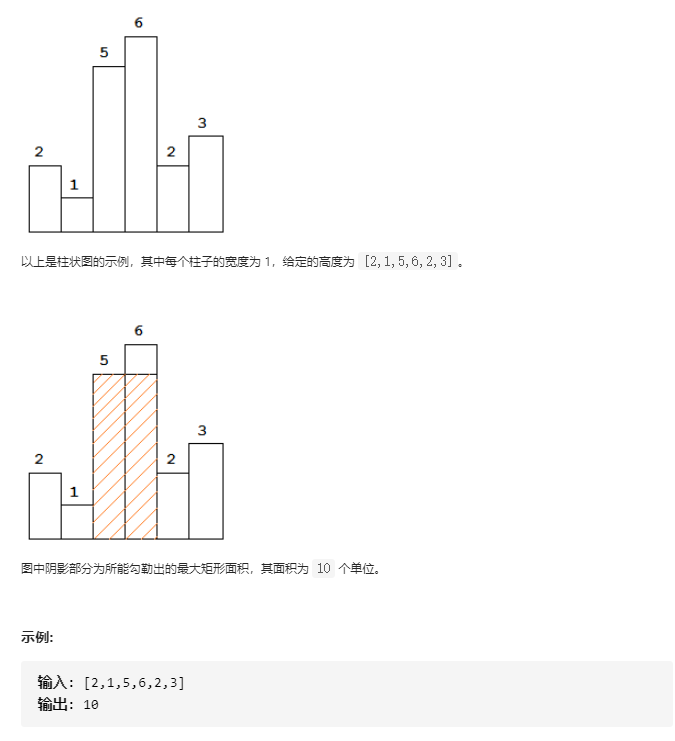 6
5
3
2
2
1
以上是柱状图的示例，其中每个柱子的宽度为 1，给定的高度为 [2,1,5,6,2,3]。
6
5
3
2
2
1
图中阴影部分为所能勾勒出的最大矩形面积，其面积为 10 个单位。
示例:
输入: [2,1,5,6,2,3]
输出: 10